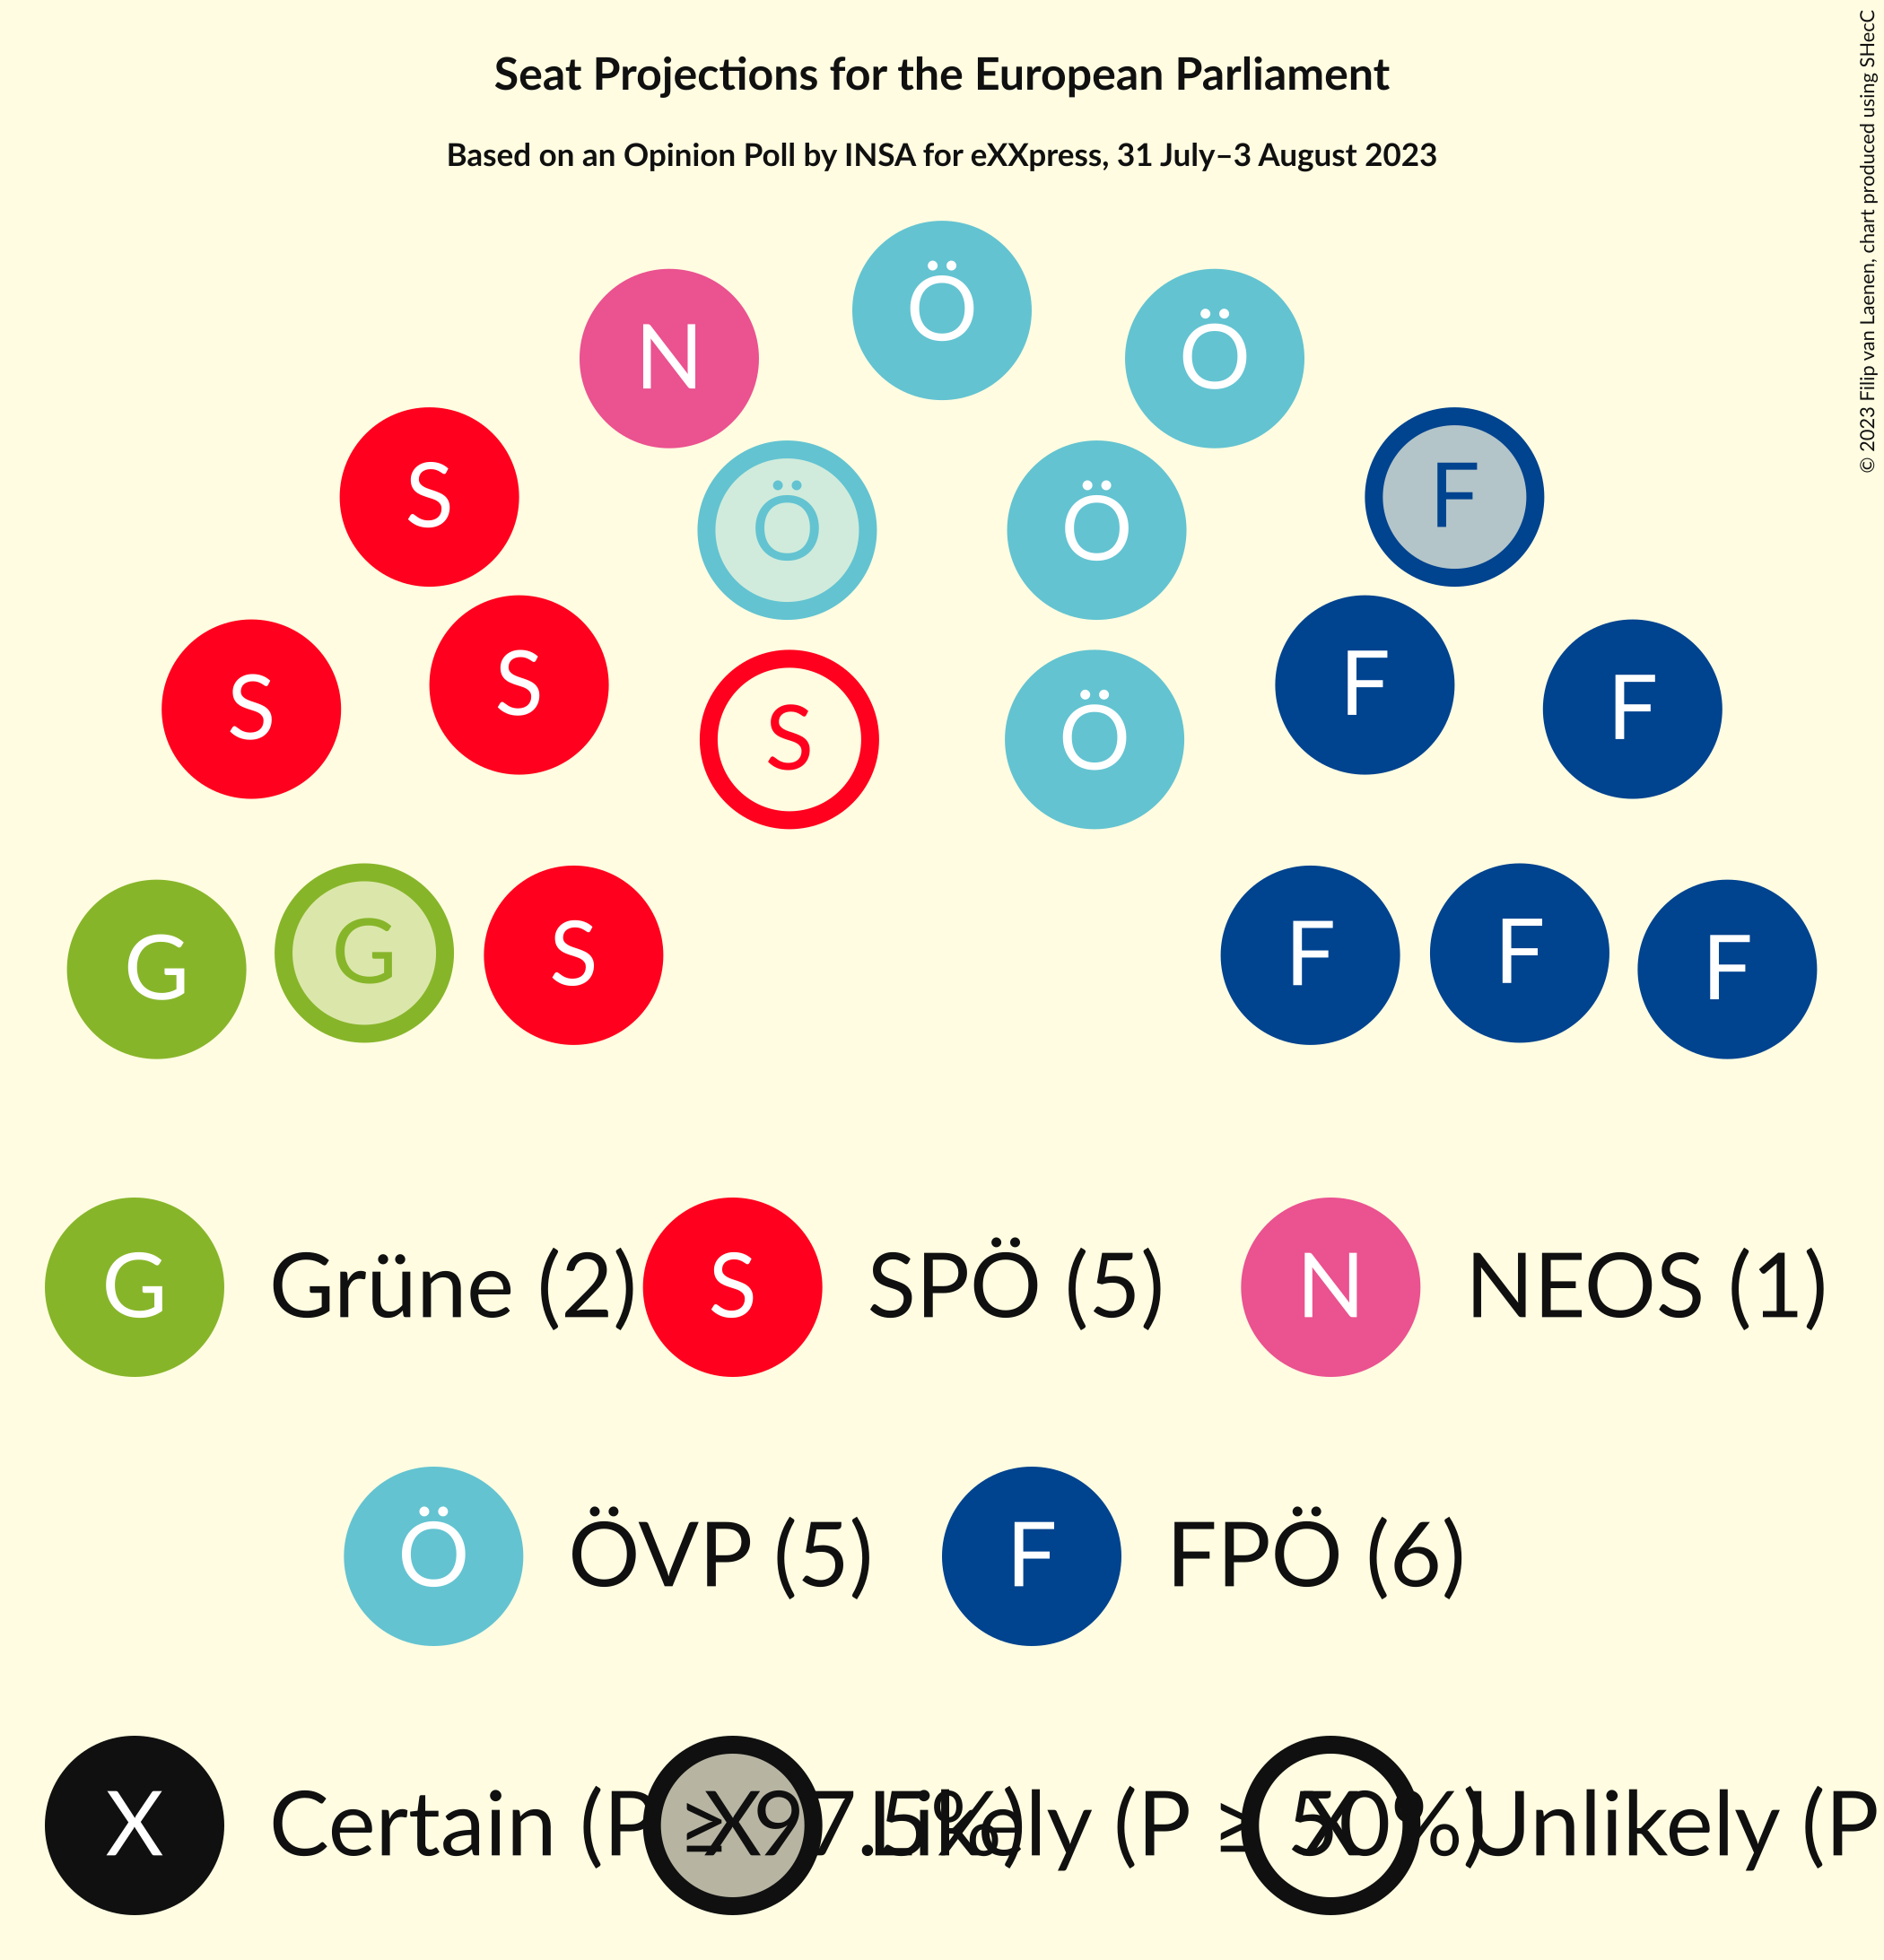 Seat Projections for the European Parliament
Based on an Opinion Poll by INSA for eXXpress, 31 July–3 August 2023
© 2023 Filip van Laenen, chart produced using SHecC
Ö
N Ö
S F
Ö Ö
S S F F
S Ö
G G S F F F
G Grüne (2) S SPÖ (5) N NEOS (1)
Ö ÖVP (5) F FPÖ (6)
X Certain (P ≥ 97.5%) X Likely (P ≥ 50%) X Unlikely (P